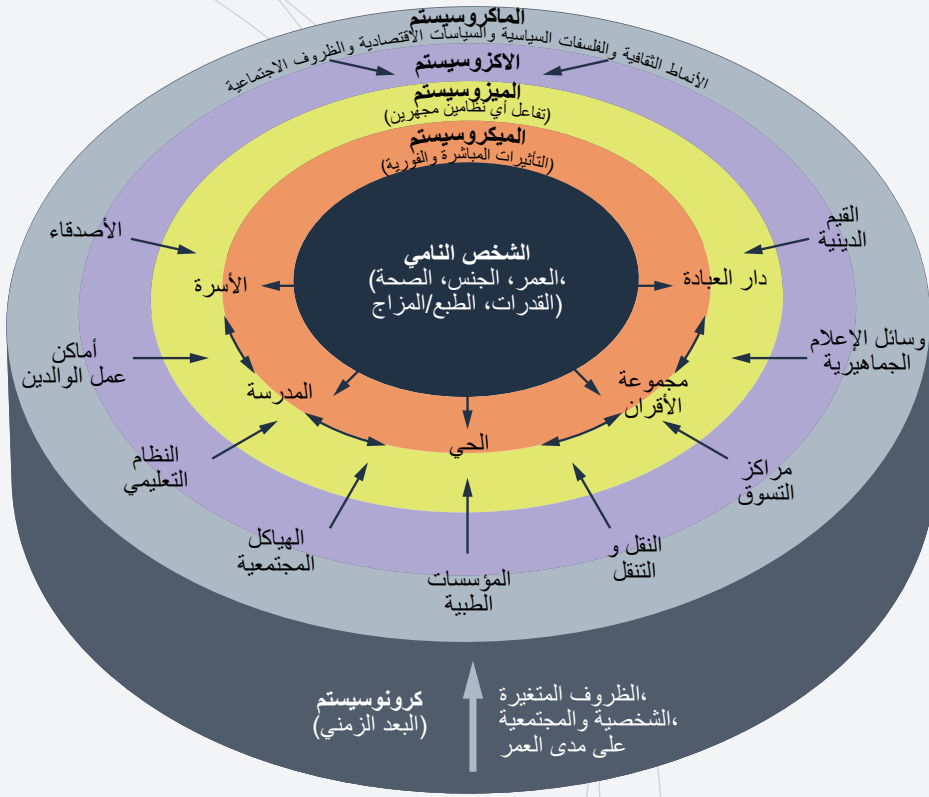 الماكروسيستم
الأنماط الثقافية والفلسفات السياسية والسياسات الاقتصادية والظروف الاجتماعية
الاكزوسيستم
الميزوسيستم
(تفاعل أي نظامين مجهرين)
الميكروسيستم
(التأثيرات المباشرة والفورية)
الشخص النامي
(العمر، الجنس، الصحة،
القدرات، الطبع/المزاج)
القيم
الدينية
دار العبادة
الأسرة
الأصدقاء
وسائل الإعلام
الجماهيرية
مجموعة
الأقران
الحي
المدرسة
أماكن
عمل الوالدين
مراكز
التسوق
النقل و
التنقل
المؤسسات
الطبية
الهياكل
المجتمعية
النظام
التعليمي
الظروف المتغيرة،
الشخصية والمجتمعية،
على مدى العمر
كرونوسيستم
(البعد الزمني)